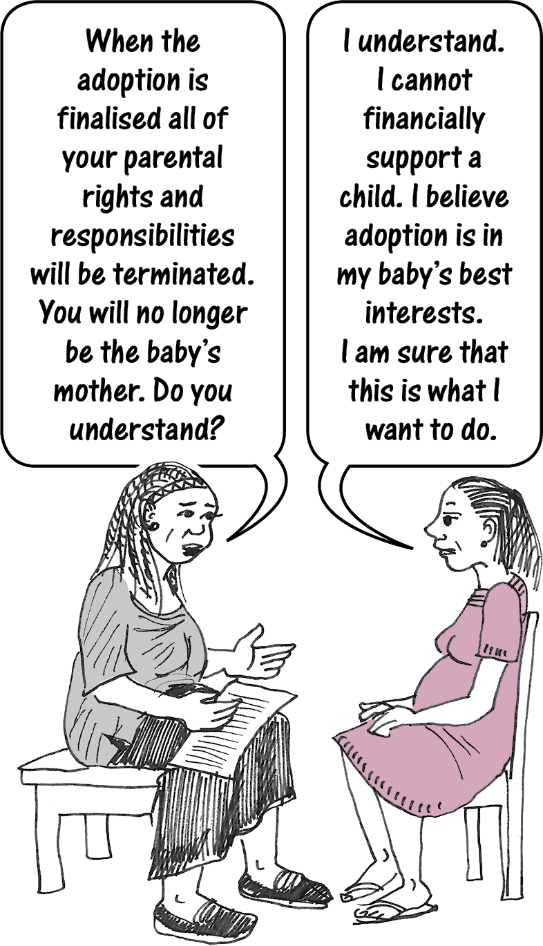 When the
adoption is
finalised all of
your parental
rights and
responsibilities
will be terminated.
You will no longer
be the baby's
mother. Do you
understand?
I understand.
I cannot
financially
support a
child. I believe
adoption is in
my baby's best
interests.
I am sure that
this is what I
want to do.